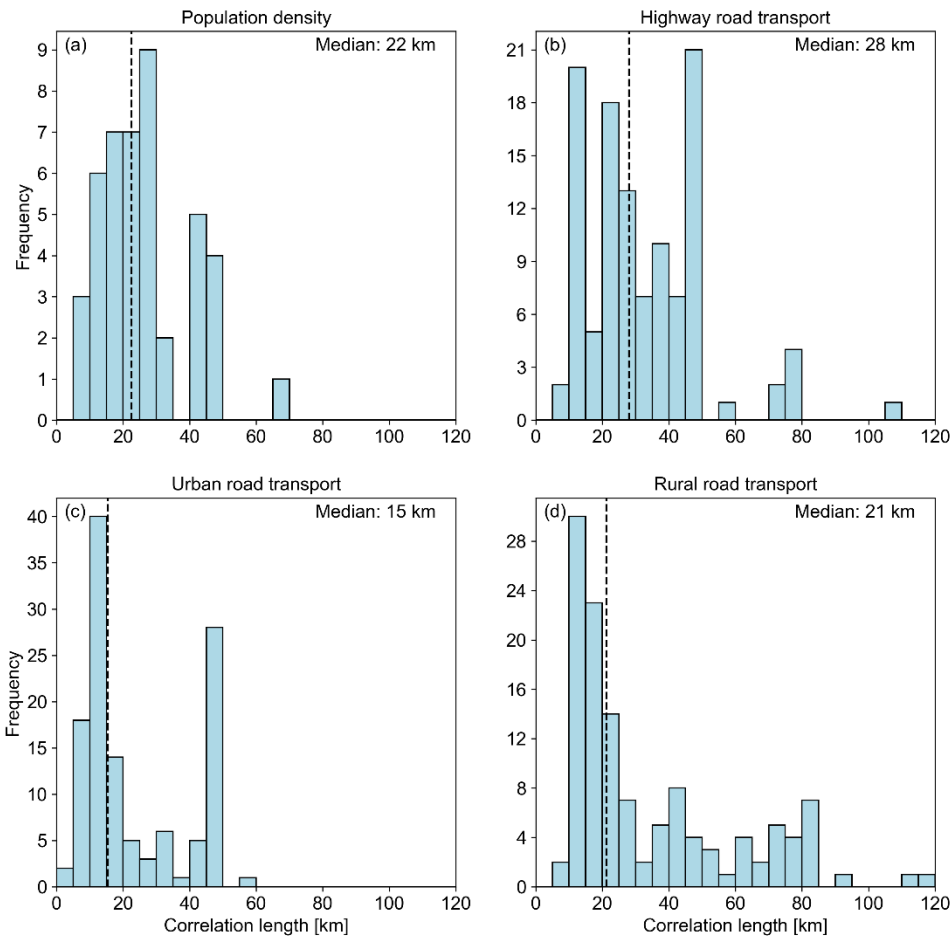 Population density
(a)
Median: 22 km
Frequency
9
8
7
6
5
4
3
2
1
0
0 20 40 60 80 100 120
Highway road transport
(b)
Median: 28 km
21
18
15
12
9
6
3
0
0 20 40 60 80 100 120
Urban road transport
(c)
Median: 15 km
Frequency
40
35
30
25
20
15
10
5
0
0 20 40 60 80 100 120
Correlation length [km]
Rural road transport
(d)
Median: 21 km
28
24
20
16
12
8
4
0
0 20 40 60 80 100 120
Correlation length [km]